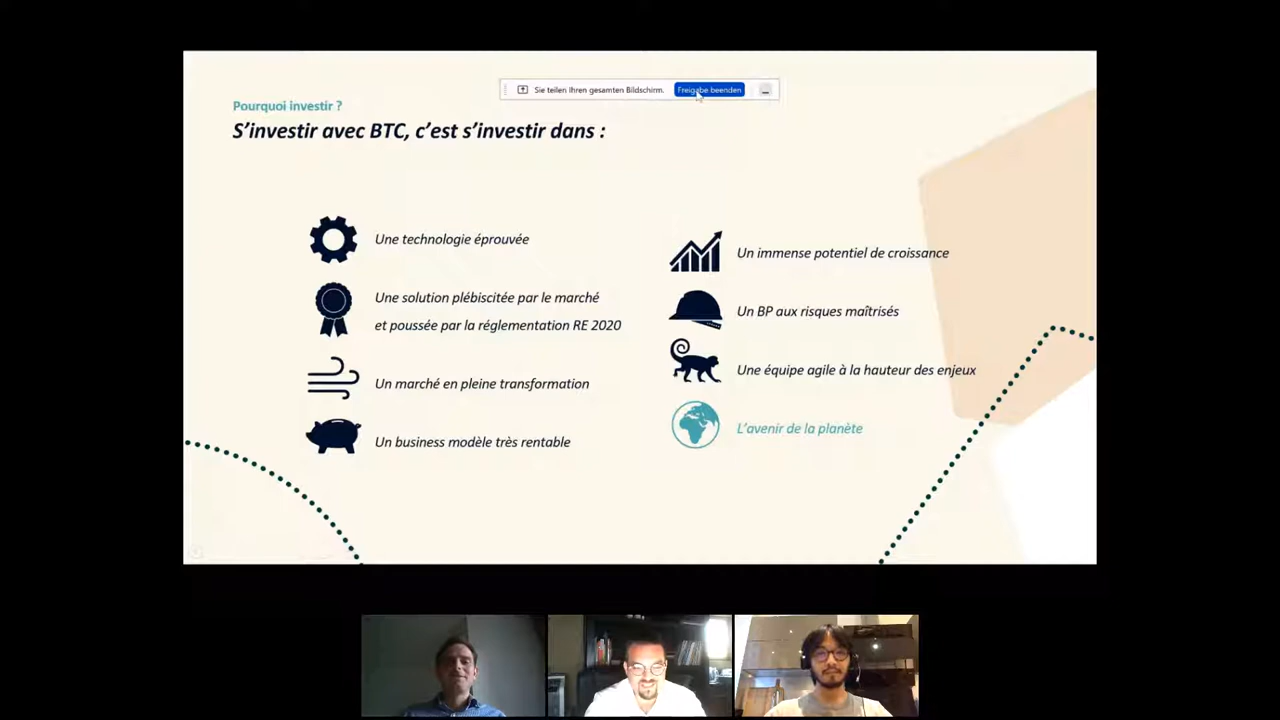 Sie teilen Ihren gesamten Bildschirm.
Freigabe beenden
Pourquoi investir ?
S’investir avec BTC, c’est s’investir dans :
Une technologie éprouvée
Une solution plébiscitée par le marché
et poussée par la réglementation RE 2020
Un marché en pleine transformation
Un business modèle très rentable
Un immense potentiel de croissance
Un BP aux risques maîtrisés
Une équipe agile à la hauteur des enjeux
L’avenir de la planète